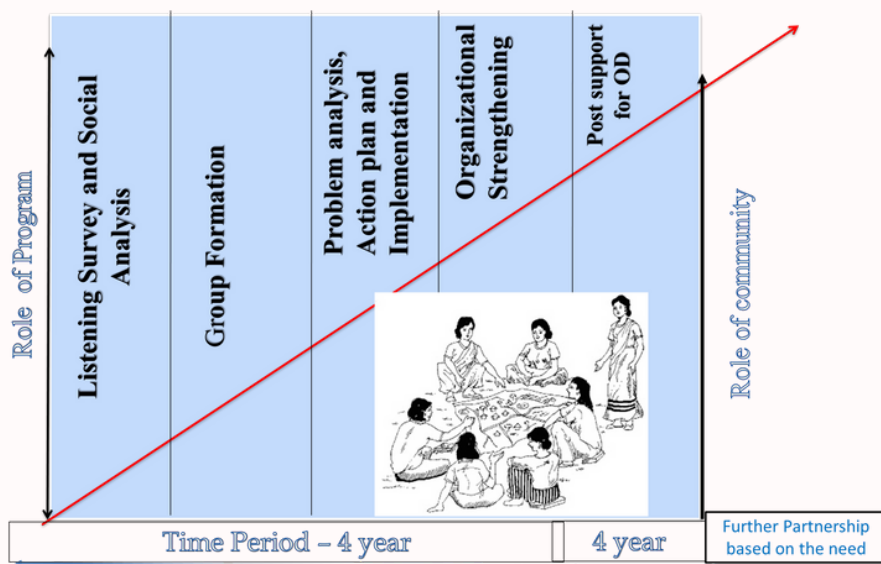 Role of Program
Listening Survey and Social
Analysis
Group Formation
Problem analysis,
Action plan and
Implementation
Organizational
Strengthening
Post support
for OD
Role of community
Time Period – 4 year
4 year
Further Partnership
based on the need